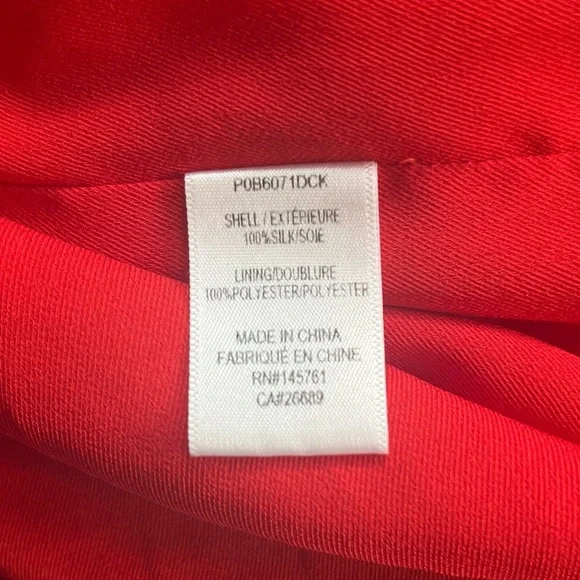 P0B6071DCK
SHELL/EXTÉRIEURE
100%SILK/SOIE
LINING/DOUBLURE
100%POLYESTER/POLYESTER
MADE IN CHINA
FABRIQUÉ EN CHINE
RN#145761
CA#26689